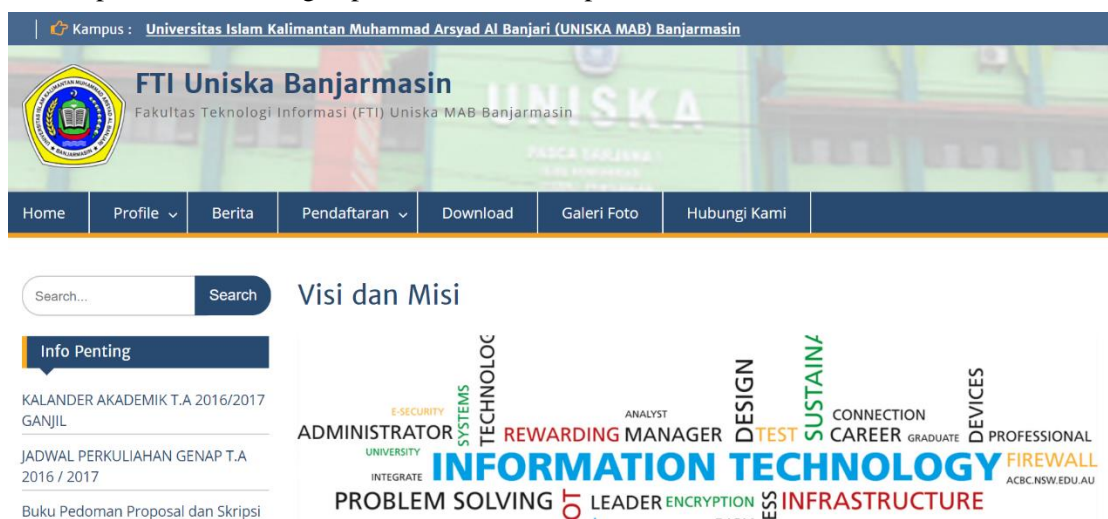 Kampus : Universitas Islam Kalimantan Muhammad Arsyad Al Banjari (UNISKA MAB) Banjarmasin
FTI Uniska Banjarmasin
Fakultas Teknologi Informasi (FTI) Uniska MAB Banjarmasin
UNISKA
Home Profile Berita Pendaftaran Download Galeri Foto Hubungi Kami
Search... Search
Visi dan Misi
Info Penting
KALANDER AKADEMIK T.A 2016/2017
GANJIL
JADWAL PERKULIAHAN GENAP T.A
2016 / 2017
Buku Pedoman Proposal dan Skripsi
E-SECURITY
SYSTEMS
ANALYST
DESIGN
CONNECTION
DEVICES
ADMINISTRATOR
REWARDING MANAGER
TEST
CAREER GRADUATE
PROFESSIONAL
UNIVERSITY
INTEGRATE
INFORMATION TECHNOLOGY
FIREWALL
ACBC.NSW.EDU.AU
PROBLEM SOLVING
LEADER ENCRYPTION
INFRASTRUCTURE